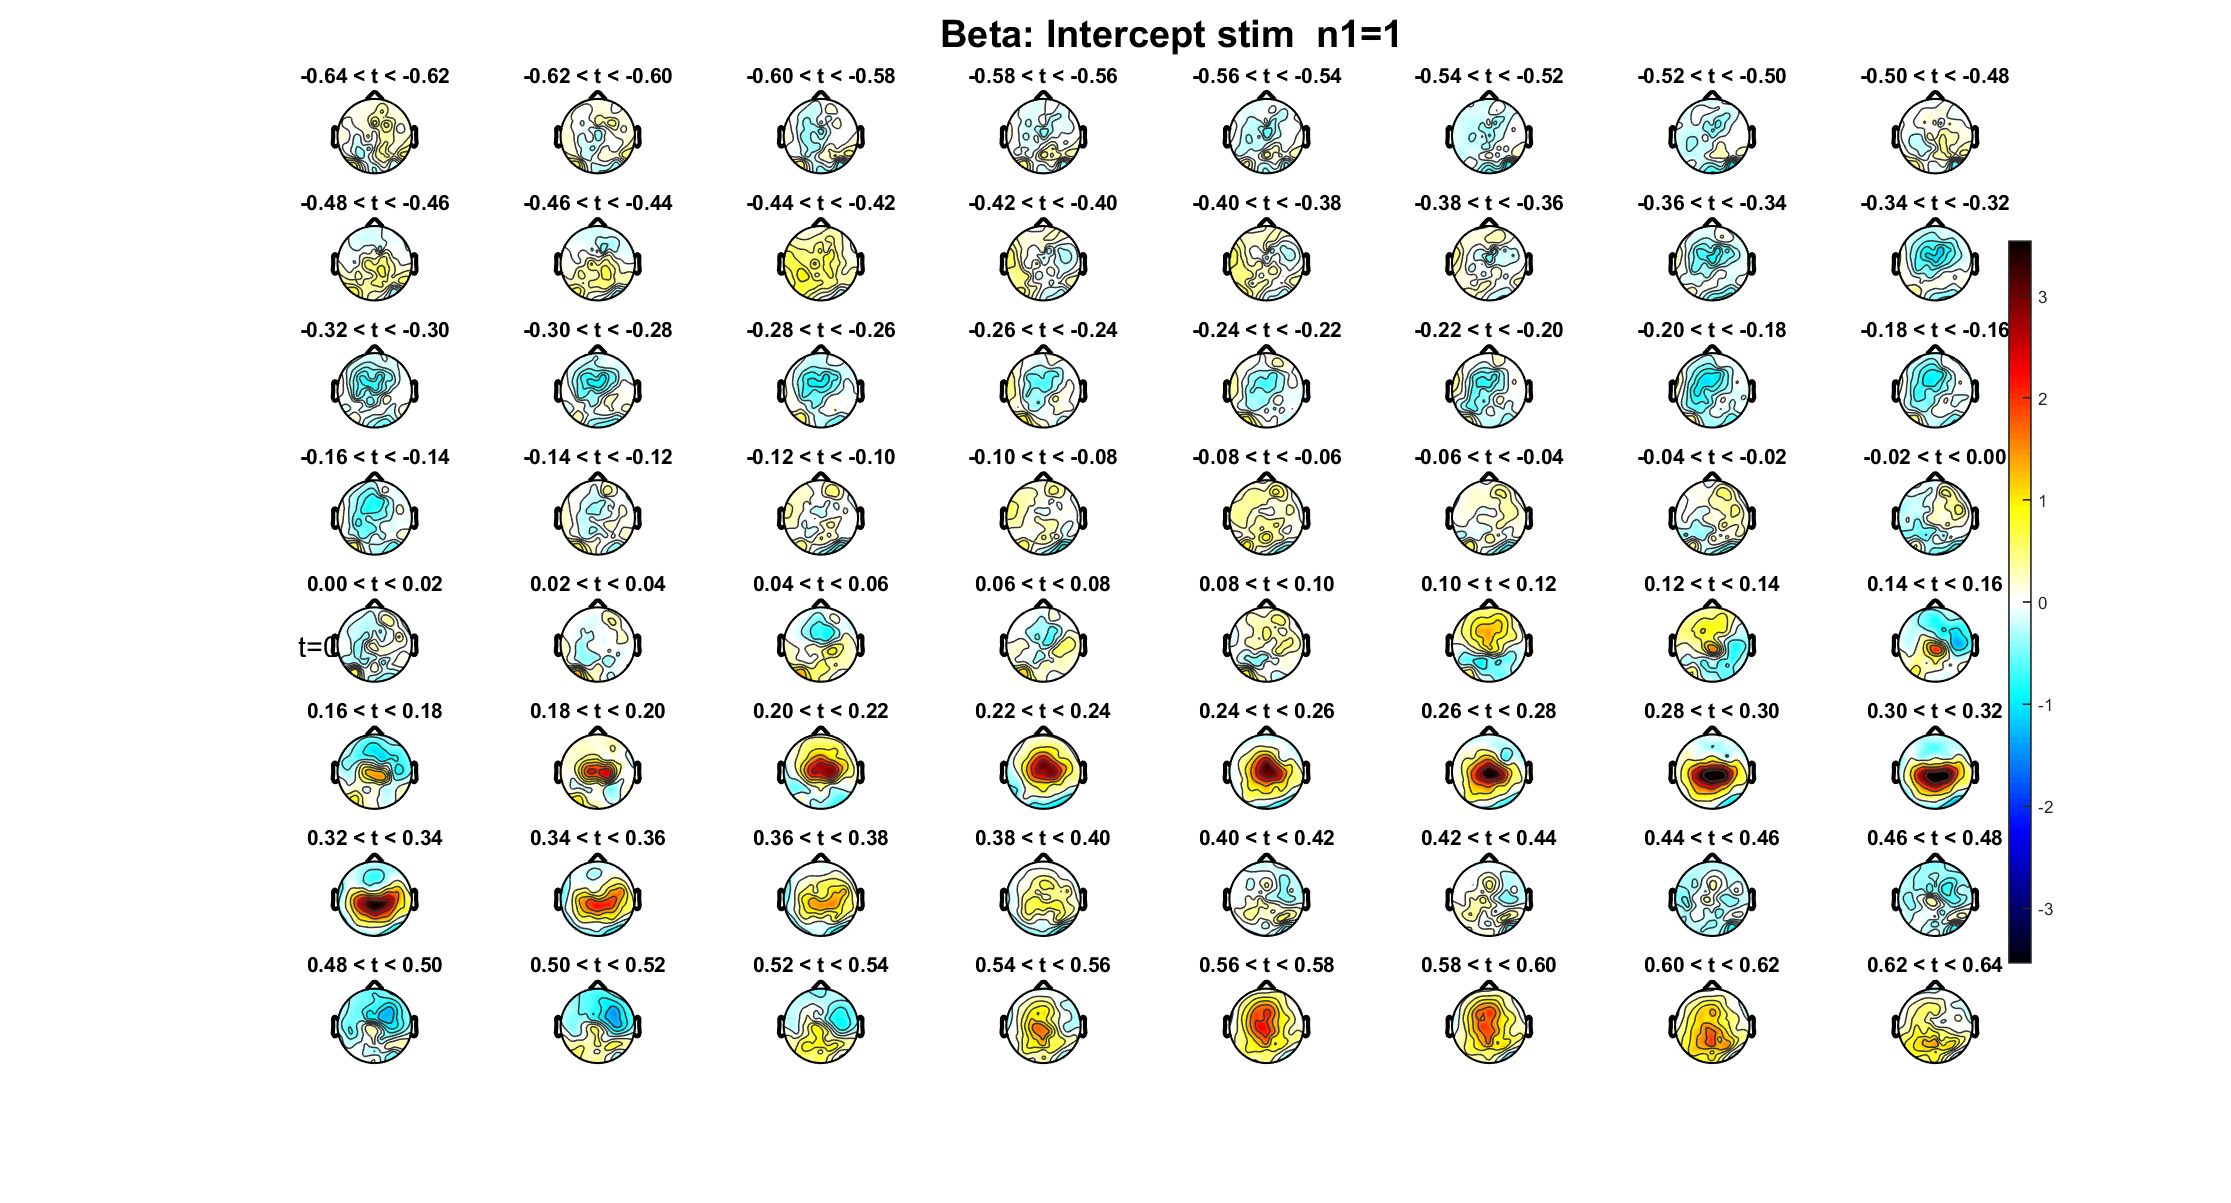 Beta: Intercept stim  n1=1
-0.64 < t < -0.62 -0.62 < t < -0.60 -0.60 < t < -0.58 -0.58 < t < -0.56 -0.56 < t < -0.54 -0.54 < t < -0.52 -0.52 < t < -0.50 -0.50 < t < -0.48
-0.48 < t < -0.46 -0.46 < t < -0.44 -0.44 < t < -0.42 -0.42 < t < -0.40 -0.40 < t < -0.38 -0.38 < t < -0.36 -0.36 < t < -0.34 -0.34 < t < -0.32
3
-0.32 < t < -0.30 -0.30 < t < -0.28 -0.28 < t < -0.26 -0.26 < t < -0.24 -0.24 < t < -0.22 -0.22 < t < -0.20 -0.20 < t < -0.18 -0.18 < t < -0.16
2
-0.16 < t < -0.14 -0.14 < t < -0.12 -0.12 < t < -0.10 -0.10 < t < -0.08 -0.08 < t < -0.06 -0.06 < t < -0.04 -0.04 < t < -0.02 -0.02 < t < 0.00
1
0.00 < t < 0.02 0.02 < t < 0.04 0.04 < t < 0.06 0.06 < t < 0.08 0.08 < t < 0.10 0.10 < t < 0.12 0.12 < t < 0.14 0.14 < t < 0.16
0
t=0
-1
0.16 < t < 0.18 0.18 < t < 0.20 0.20 < t < 0.22 0.22 < t < 0.24 0.24 < t < 0.26 0.26 < t < 0.28 0.28 < t < 0.30 0.30 < t < 0.32
-2
0.32 < t < 0.34 0.34 < t < 0.36 0.36 < t < 0.38 0.38 < t < 0.40 0.40 < t < 0.42 0.42 < t < 0.44 0.44 < t < 0.46 0.46 < t < 0.48
-3
0.48 < t < 0.50 0.50 < t < 0.52 0.52 < t < 0.54 0.54 < t < 0.56 0.56 < t < 0.58 0.58 < t < 0.60 0.60 < t < 0.62 0.62 < t < 0.64